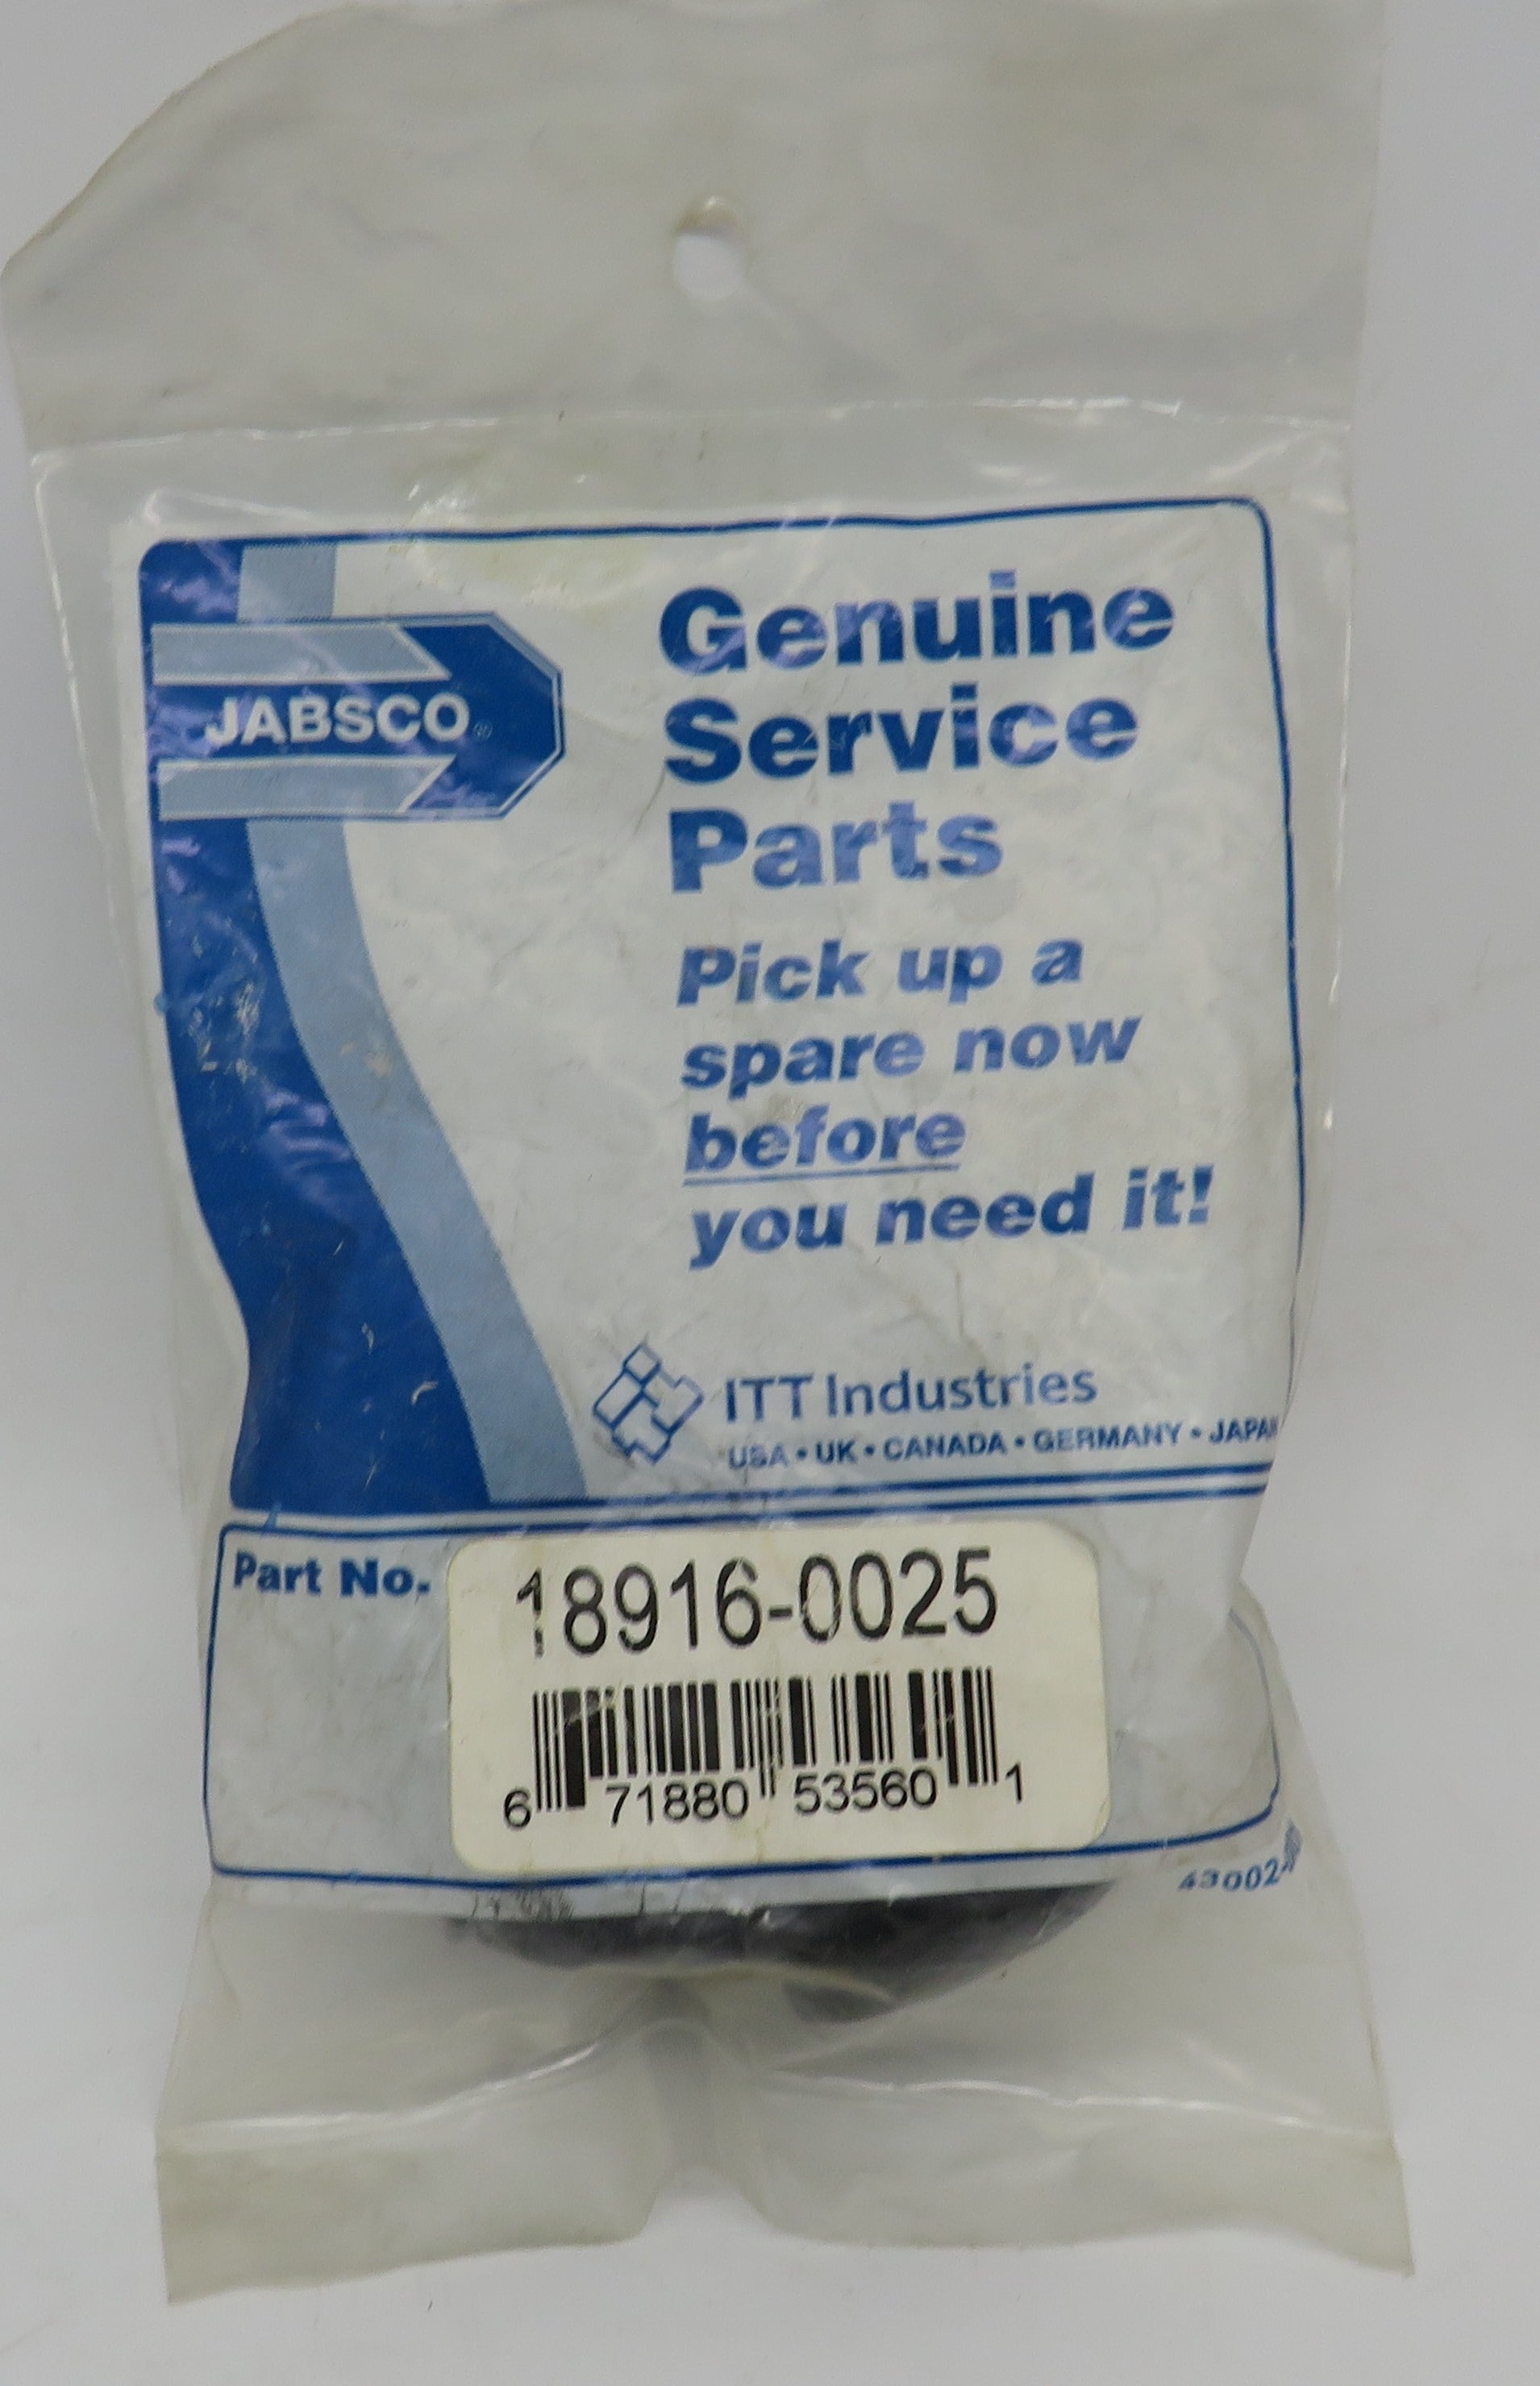 JABSCO®
Genuine
Service
Parts
Pick up a
spare now
before
you need it!
ITT Industries
USA • UK • CANADA • GERMANY • JAPAN
Part No.
18916-0025
6 71880 53560 1